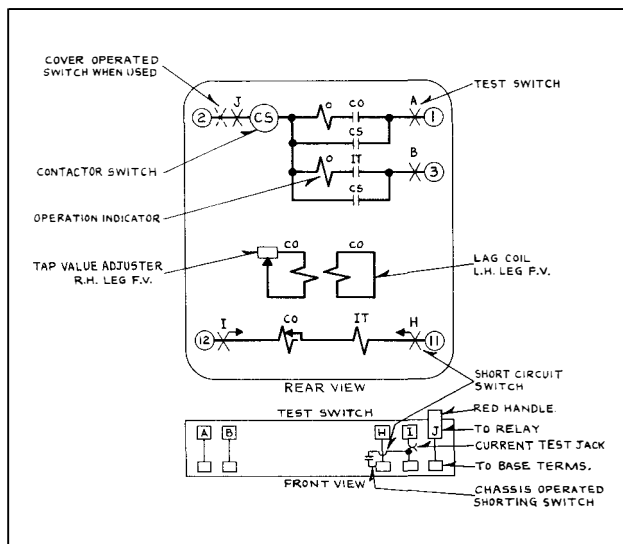 COVER OPERATED
SWITCH WHEN USED
TEST SWITCH
J
O
CO
A
2
CS
1
CS
CONTACTOR SWITCH
O
IT
B
3
CS
OPERATION INDICATOR
CO
CO
TAP VALUE ADJUSTER
R.H. LEG F.V.
LAG COIL
L.H. LEG F.V.
I
CO
IT
H
12
11
REAR VIEW
SHORT CIRCUIT
SWITCH
TEST SWITCH
RED HANDLE
A
B
H
I
J
TO RELAY
CURRENT TEST JACK
TO BASE TERMS.
FRONT VIEW
CHASSIS OPERATED
SHORTING SWITCH